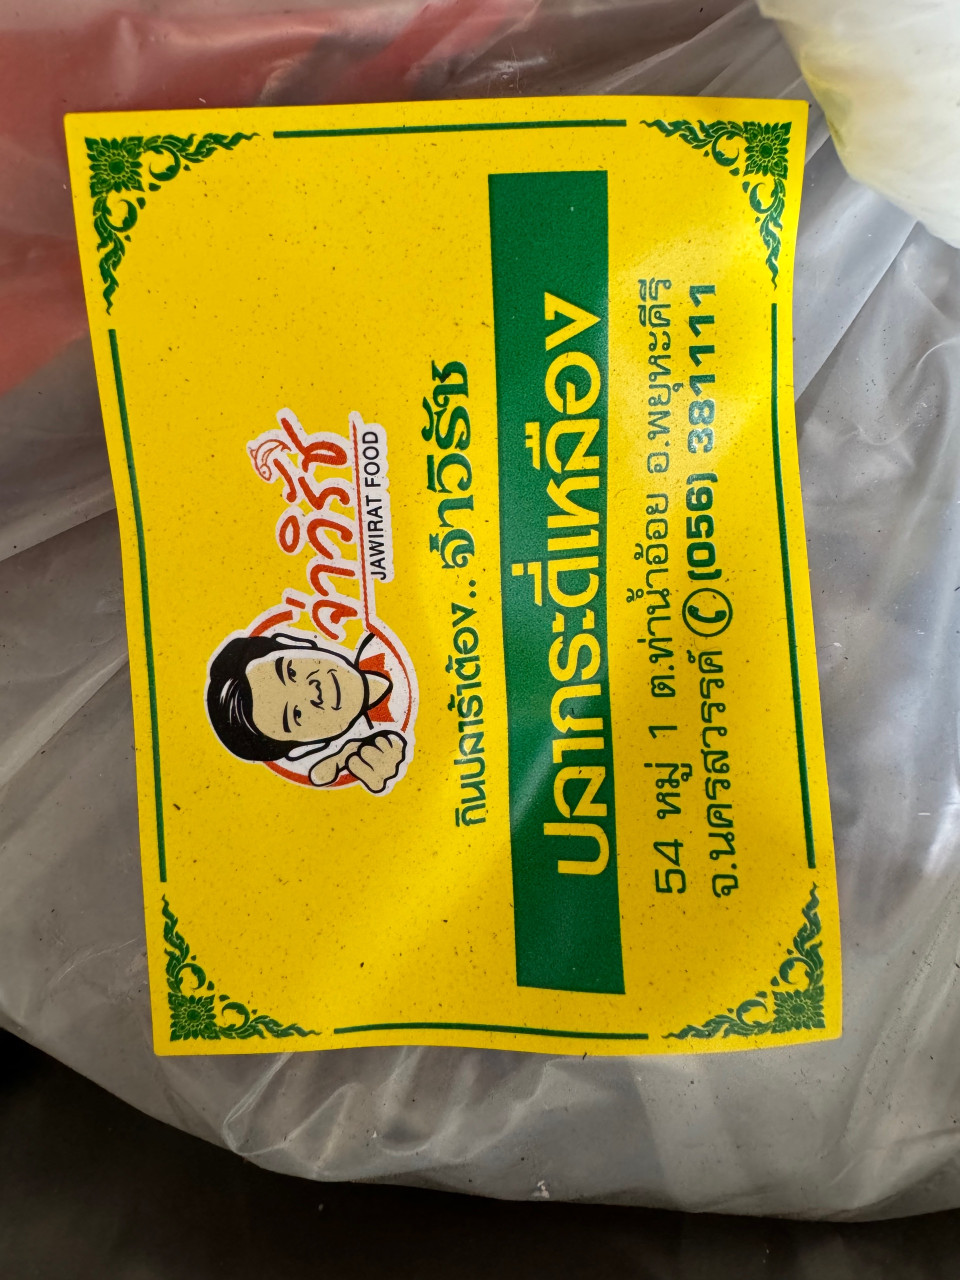 จ่าวิรัช
JAWIRAT FOOD
กินปลาร้าต้อง..จ่าวิรัช
ปลากระดี่เหลือง
54 หมู่ 1 ต.ท่าน้ำอ้อย อ.พยุหะคีรี
จ.นครสวรรค์ (056) 381111